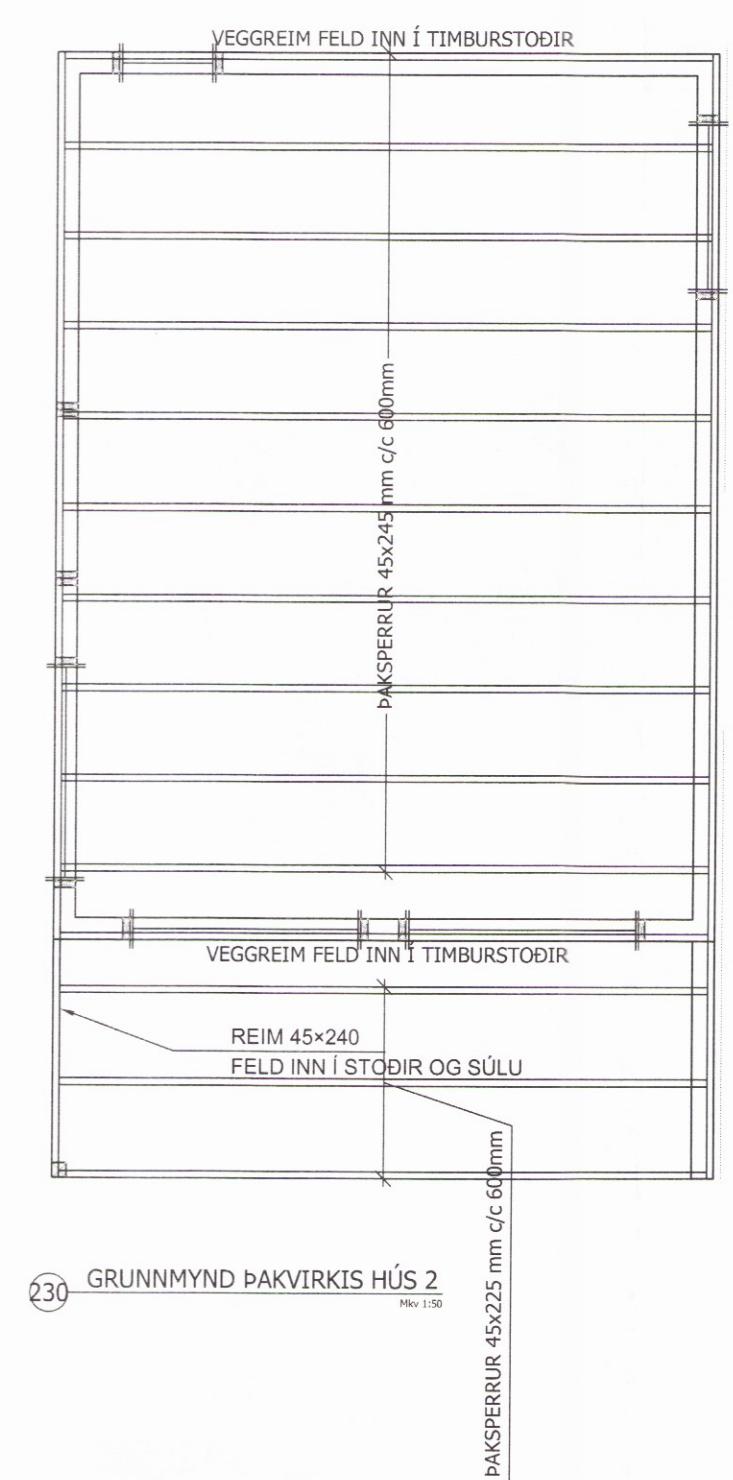 VEGGREIM FELD INN Í TIMBURSTOÐIR
ÞAKSPERRUR 45x245 mm c/c 600mm
VEGGREIM FELD INN Í TIMBURSTOÐIR
REIM 45×240
FELD INN Í STOÐIR OG SÚLU
ÞAKSPERRUR 45x225 mm c/c 600mm
230 GRUNNMYND ÞAKVIRKIS HÚS 2
Mkv 1:50